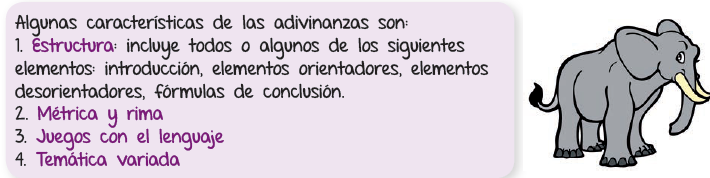 Algunas características de las adivinanzas son:
1. Estructura: incluye todos o algunos de los siguientes
elementos: introducción, elementos orientadores, elementos
desorientadores, fórmulas de conclusión.
2. Métrica y rima
3. Juegos con el lenguaje
4. Temática variada